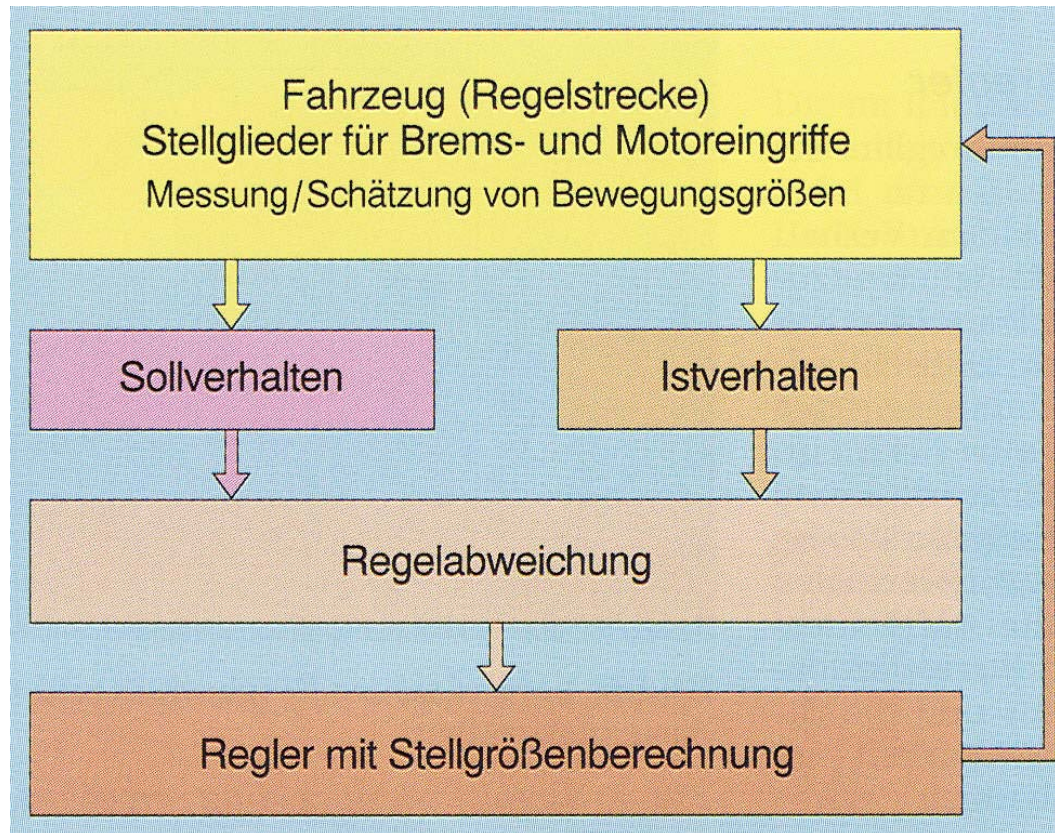 Fahrzeug (Regelstrecke)
Stellglieder für Brems- und Motoreingriffe
Messung/Schätzung von Bewegungsgrößen
Sollverhalten
Istverhalten
Regelabweichung
Regler mit Stellgrößenberechnung